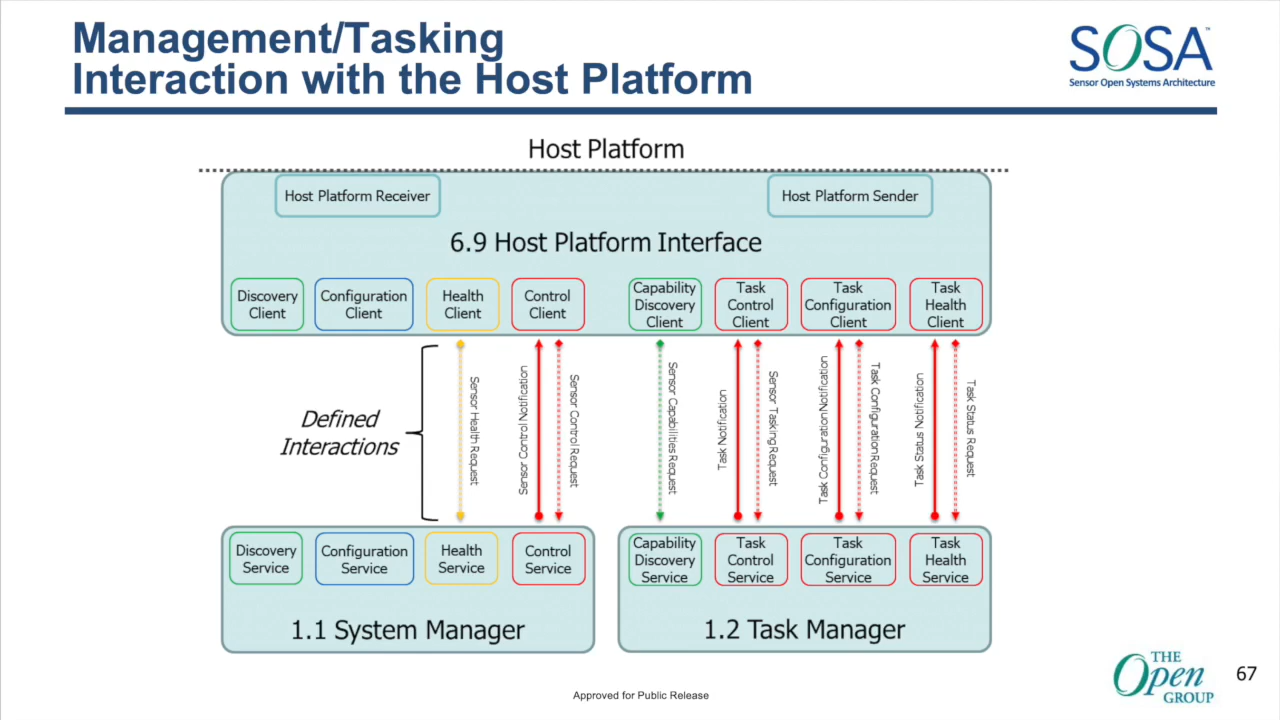 Management/Tasking
Interaction with the Host Platform
SOSA™
Sensor Open Systems Architecture
Host Platform
Host Platform Receiver
Host Platform Sender
6.9 Host Platform Interface
Discovery
Client
Configuration
Client
Health
Client
Control
Client
Capability
Discovery
Client
Task
Control
Client
Task
Configuration
Client
Task
Health
Client
Defined
Interactions
Sensor Health Request
Sensor Control Notification
Sensor Control Request
Sensor Capabilities Request
Task Notification
Sensor Tasking Request
Task Configuration Notification
Task Configuration Request
Task Status Notification
Task Status Request
Discovery
Service
Configuration
Service
Health
Service
Control
Service
Capability
Discovery
Service
Task
Control
Service
Task
Configuration
Service
Task
Health
Service
1.1 System Manager
1.2 Task Manager
THE
Open
GROUP
67
Approved for Public Release